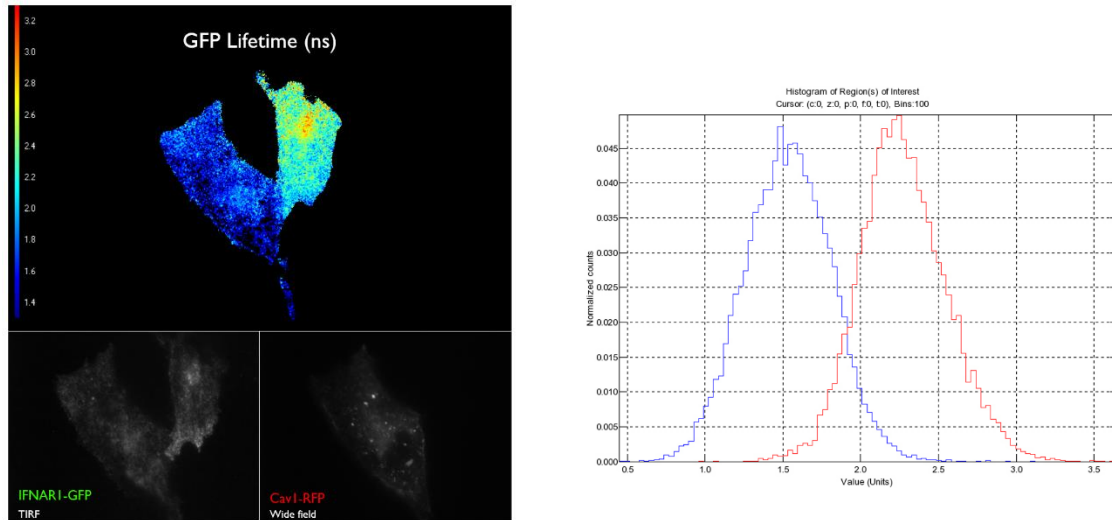 GFP Lifetime (ns)
3.2
3.0
2.8
2.6
2.4
2.2
2.0
1.8
1.6
1.4
IFNAR1-GFP
TIRF
Cav1-RFP
Wide field
Histogram of Region(s) of Interest
Cursor: (c:0, z:0, p:0, f:0, t:0), Bins:100
Normalized counts
0.045
0.040
0.035
0.030
0.025
0.020
0.015
0.010
0.005
0.000
0.5 1.0 1.5 2.0 2.5 3.0 3.5
Value (Units)